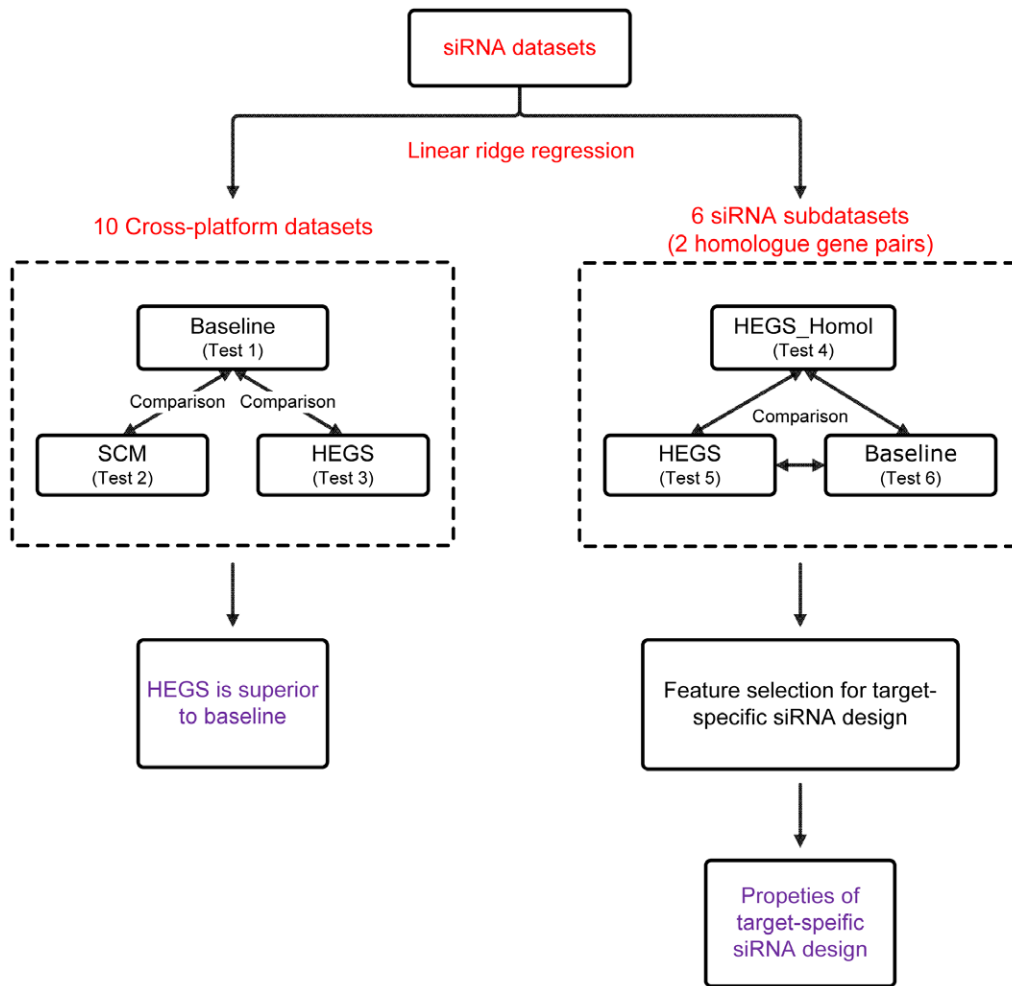 siRNA datasets
Linear ridge regression
10 Cross-platform datasets
Baseline
(Test 1)
Comparison
Comparison
SCM
(Test 2)
HEGS
(Test 3)
HEGS is superior
to baseline
6 siRNA subdatasets
(2 homologue gene pairs)
HEGS_Homol
(Test 4)
Comparison
HEGS
(Test 5)
Baseline
(Test 6)
Feature selection for target-
specific siRNA design
Propeties of
target-speific
siRNA design